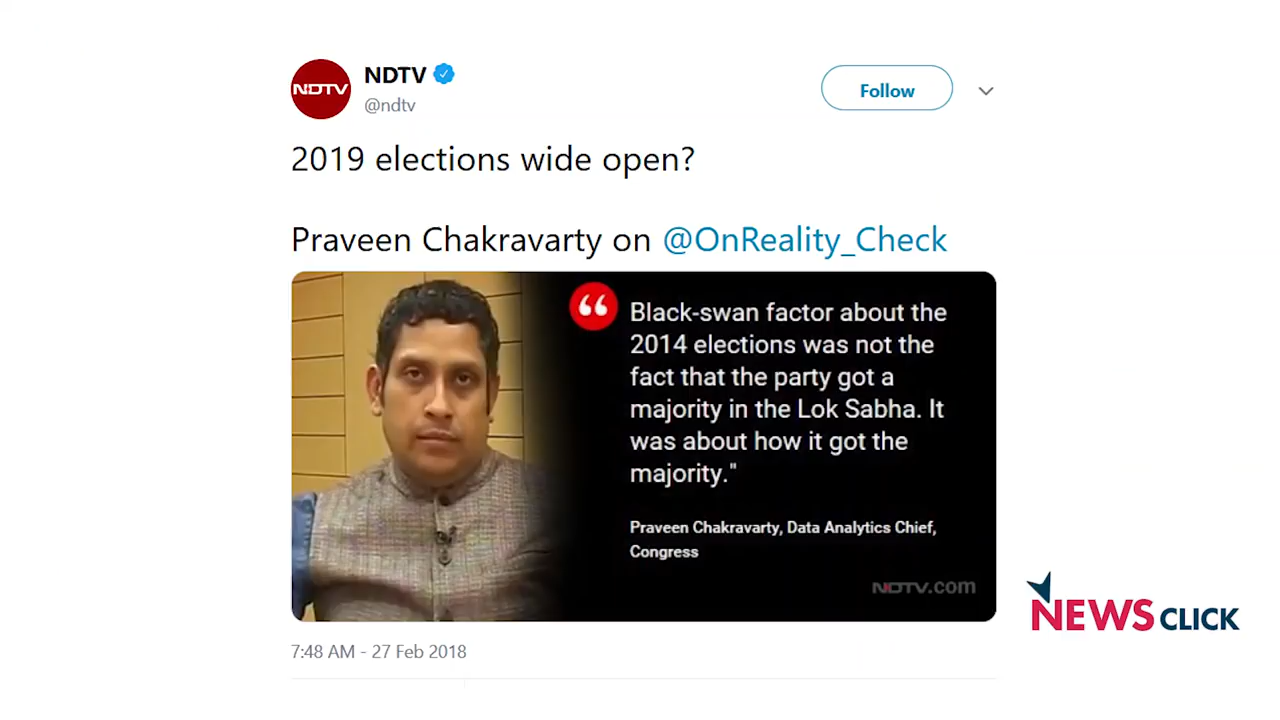 NDTV
NDTV
@ndtv
Follow
2019 elections wide open?
Praveen Chakravarty on @OnReality_Check
Black-swan factor about the
2014 elections was not the
fact that the party got a
majority in the Lok Sabha. It
was about how it got the
majority."
Praveen Chakravarty, Data Analytics Chief,
Congress
NDTV.com
7:48 AM - 27 Feb 2018
NEWSCLICK